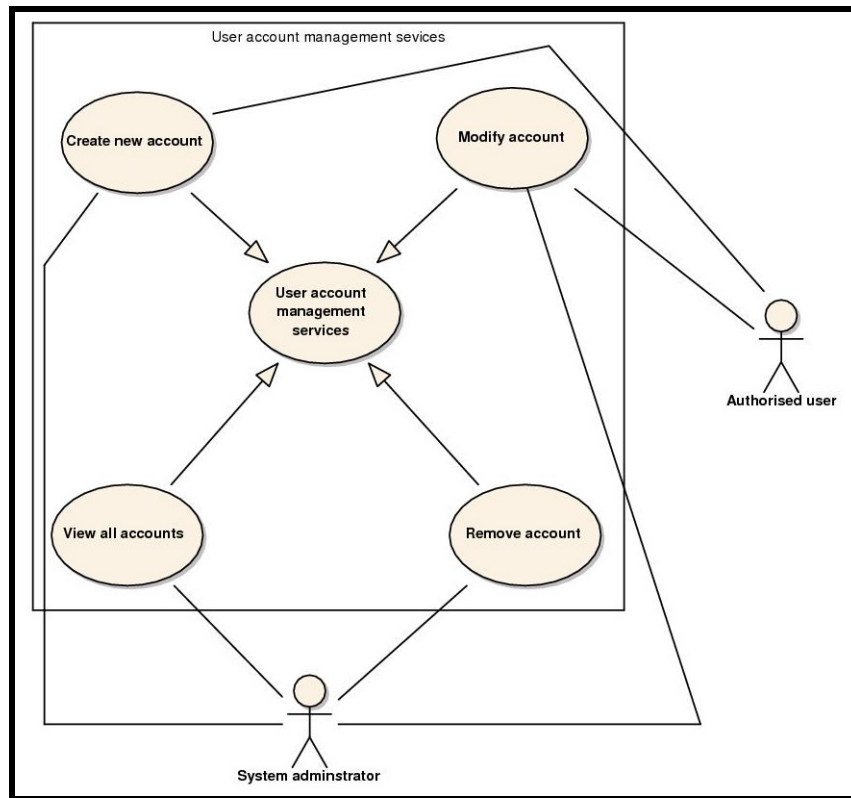 User account management sevices
Create new account
Modify account
User account
management
services
Authorised user
View all accounts
Remove account
System adminstrator